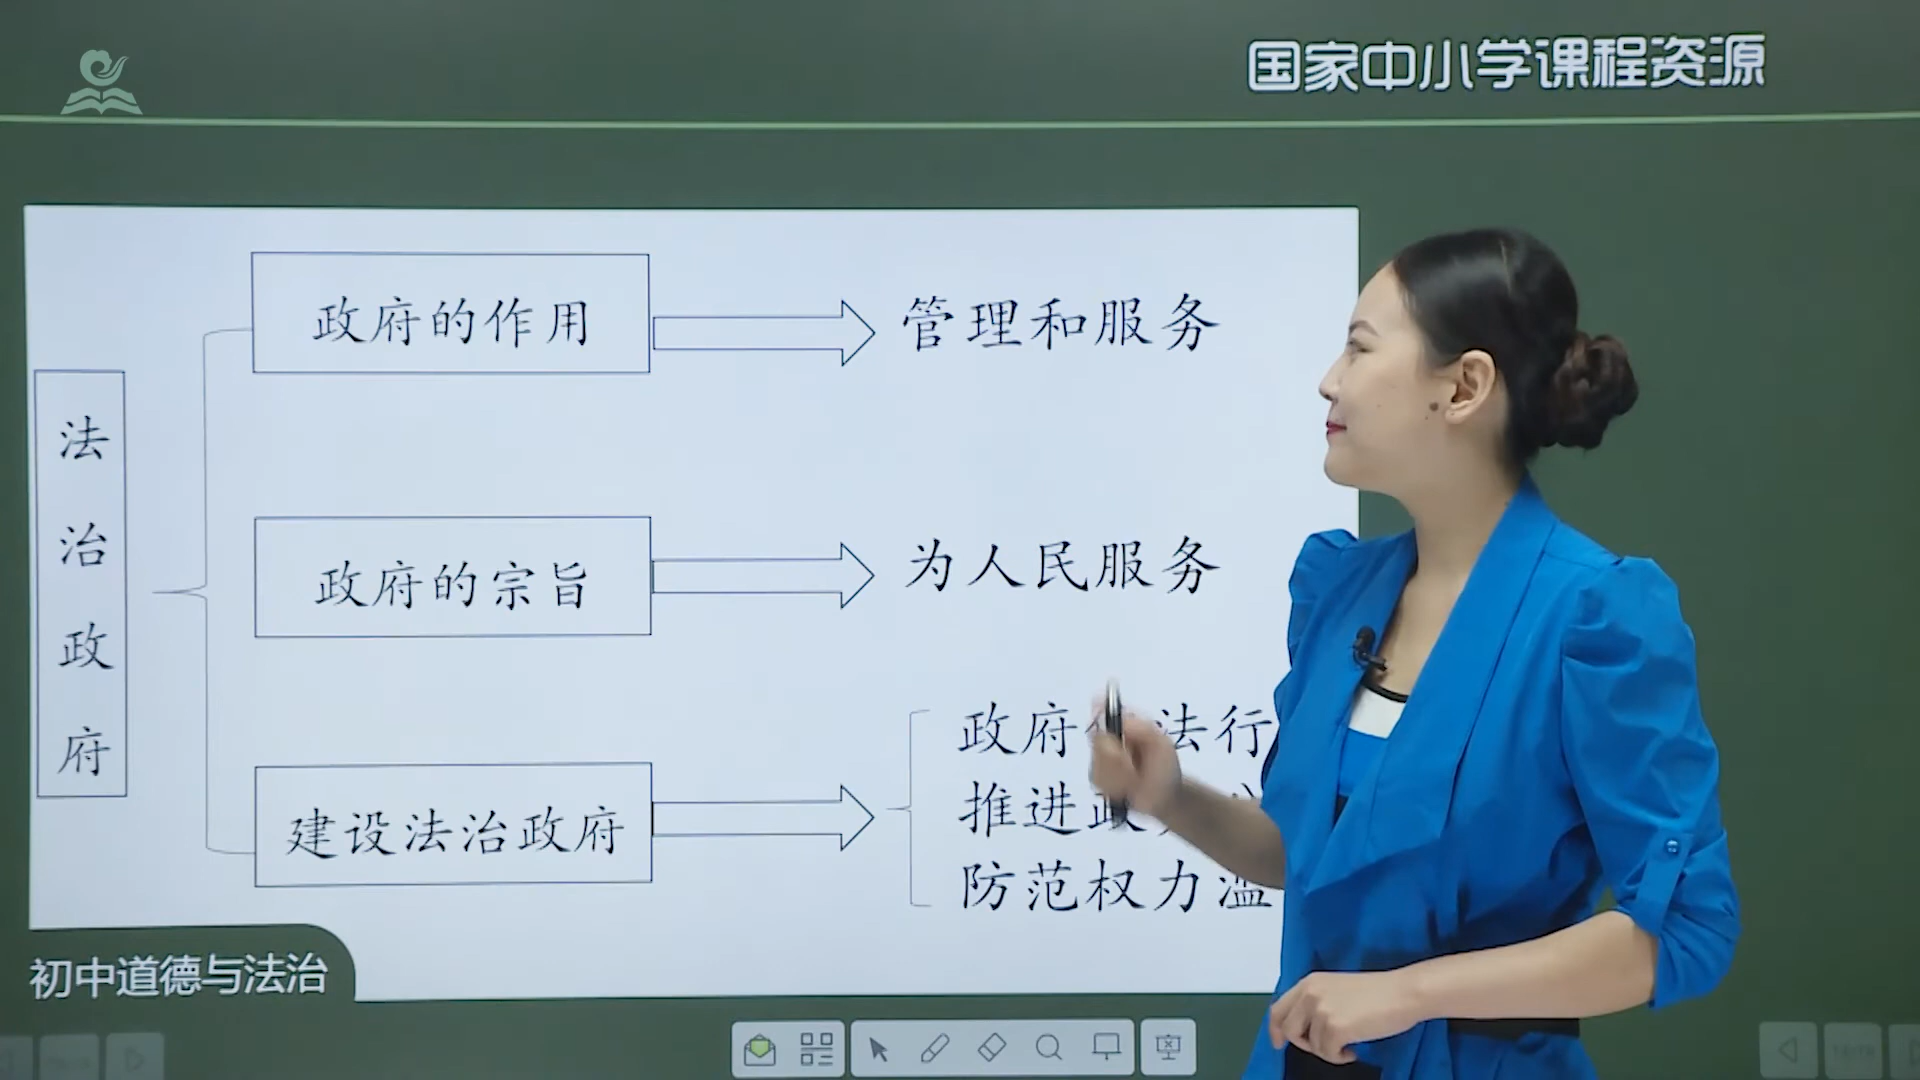 国家中小学课程资源
法治政府
政府的作用
管理和服务
政府的宗旨
为人民服务
建设法治政府
政府 法行
推进政
防范权力滥
初中道德与法治